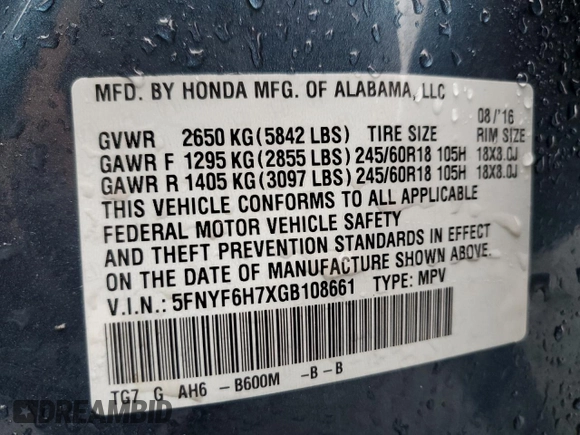 MFD. BY HONDA MFG. OF ALABAMA, LLC
08/'16
GVWR 2650 KG(5842 LBS) TIRE SIZE RIM SIZE
GAWR F 1295 KG(2855 LBS)245/60R18 105H 18X8.0J
GAWR R 1405 KG(3097 LBS)245/60R18 105H 18X8.0J
THIS VEHICLE CONFORMS TO ALL APPLICABLE
FEDERAL MOTOR VEHICLE SAFETY
AND THEFT PREVENTION STANDARDS IN EFFECT
ON THE DATE OF MANUFACTURE SHOWN ABOVE.
V.I.N.: 5FNYF6H7XGB108661 TYPE: MPV
TG7 G AH6 -B600M -B-B
DREAMBID